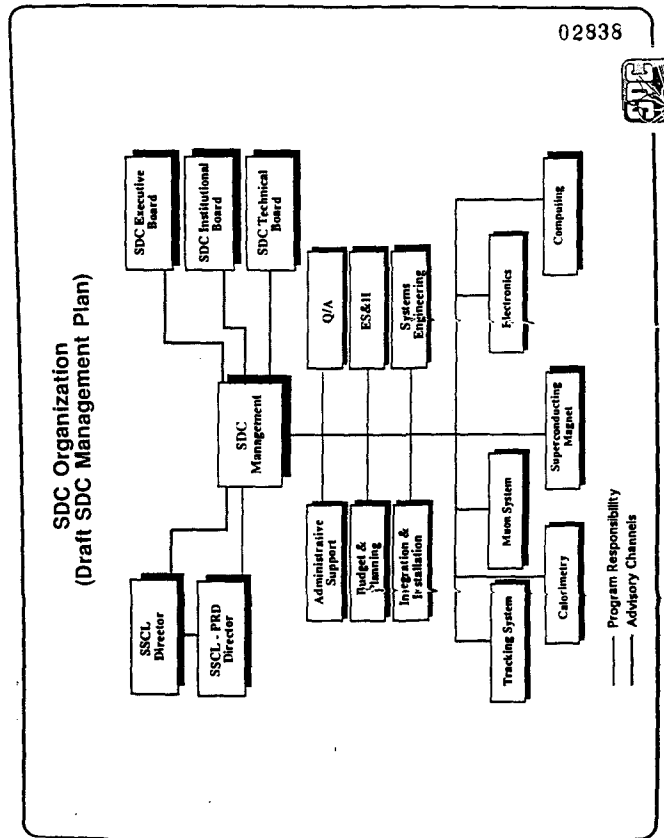 02838
SDC
SDC Organization
(Draft SDC Management Plan)
SSCL
Director
SSCL - PRD
Director
SDC
Management
SDC Executive
Board
SDC Institutional
Board
SDC Technical
Board
Administrative
Support
Budget &
Planning
Integration &
Installation
Q/A
ES&H
Systems
Engineering
Tracking System
Calorimetry
Muon System
Superconducting
Magnet
Electronics
Computing
Program Responsibility
Advisory Channels